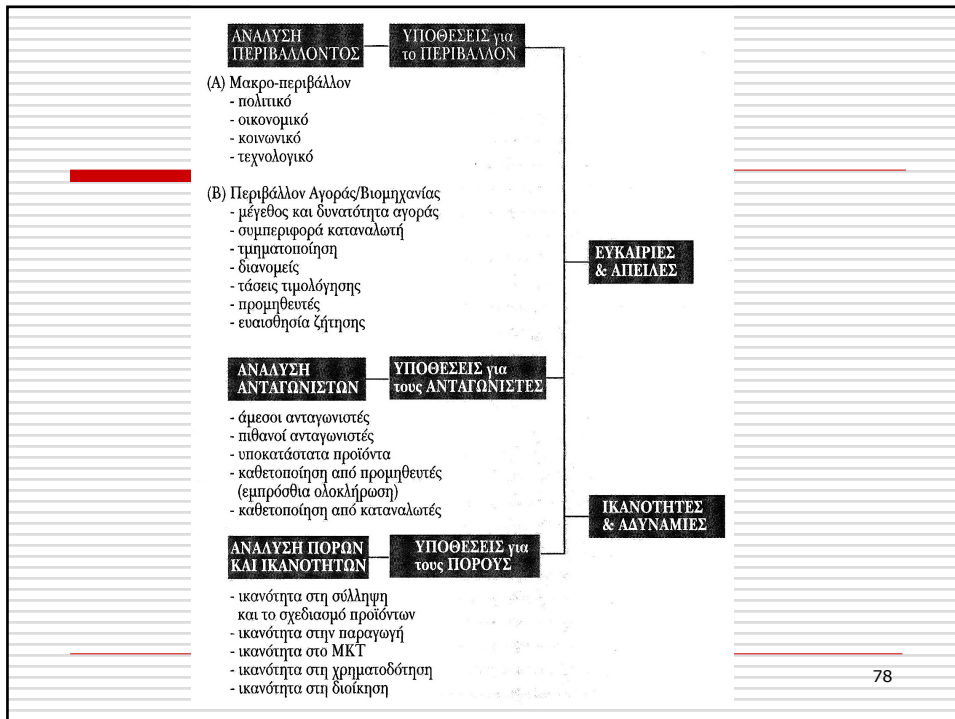 ΑΝΑΛΥΣΗ
ΠΕΡΙΒΑΛΛΟΝΤΟΣ
ΥΠΟΘΕΣΕΙΣ για
το ΠΕΡΙΒΑΛΛΟΝ
(Α) Μακρο-περιβάλλον
- πολιτικό
- οικονομικό
- κοινωνικό
- τεχνολογικό
(Β) Περιβάλλον Αγοράς/Βιομηχανίας
- μέγεθος και δυνατότητα αγοράς
- συμπεριφορά καταναλωτή
- τμηματοποίηση
- διανομείς
- τάσεις τιμολόγησης
- προμηθευτές
- ευαισθησία ζήτησης
ΕΥΚΑΙΡΙΕΣ
& ΑΠΕΙΛΕΣ
ΑΝΑΛΥΣΗ
ΑΝΤΑΓΩΝΙΣΤΩΝ
ΥΠΟΘΕΣΕΙΣ για
τους ΑΝΤΑΓΩΝΙΣΤΕΣ
- άμεσοι ανταγωνιστές
- πιθανοί ανταγωνιστές
- υποκατάστατα προϊόντα
- καθετοποίηση από προμηθευτές
(εμπρόσθια ολοκλήρωση)
- καθετοποίηση από καταναλωτές
ΙΚΑΝΟΤΗΤΕΣ
& ΑΔΥΝΑΜΙΕΣ
ΑΝΑΛΥΣΗ ΠΟΡΩΝ
ΚΑΙ ΙΚΑΝΟΤΗΤΩΝ
ΥΠΟΘΕΣΕΙΣ για
τους ΠΟΡΟΥΣ
- ικανότητα στη σύλληψη
και το σχεδιασμό προϊόντων
- ικανότητα στην παραγωγή
- ικανότητα στο ΜΚΤ
- ικανότητα στη χρηματοδότηση
- ικανότητα στη διοίκηση
78